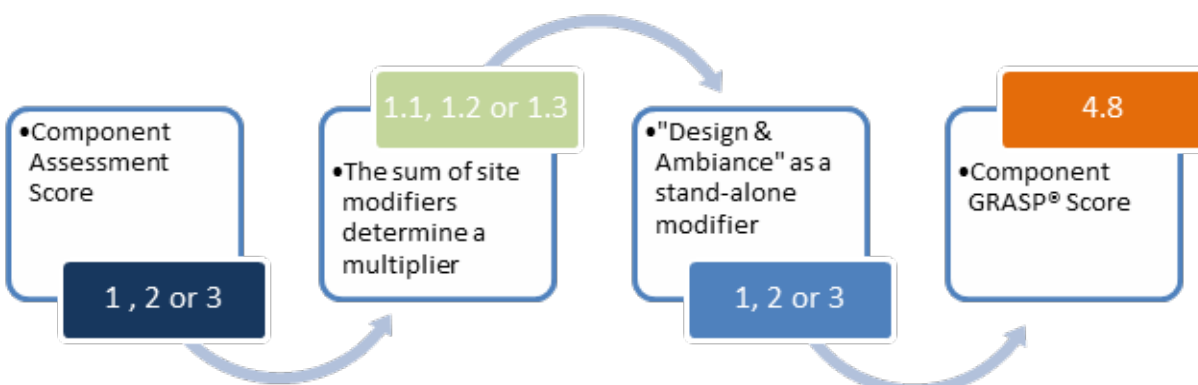 •Component
Assessment
Score
1 , 2 or 3
1.1, 1.2 or 1.3
•The sum of site
modifiers
determine a
multiplier
•"Design &
Ambiance" as a
stand-alone
modifier
1, 2 or 3
4.8
•Component
GRASP® Score